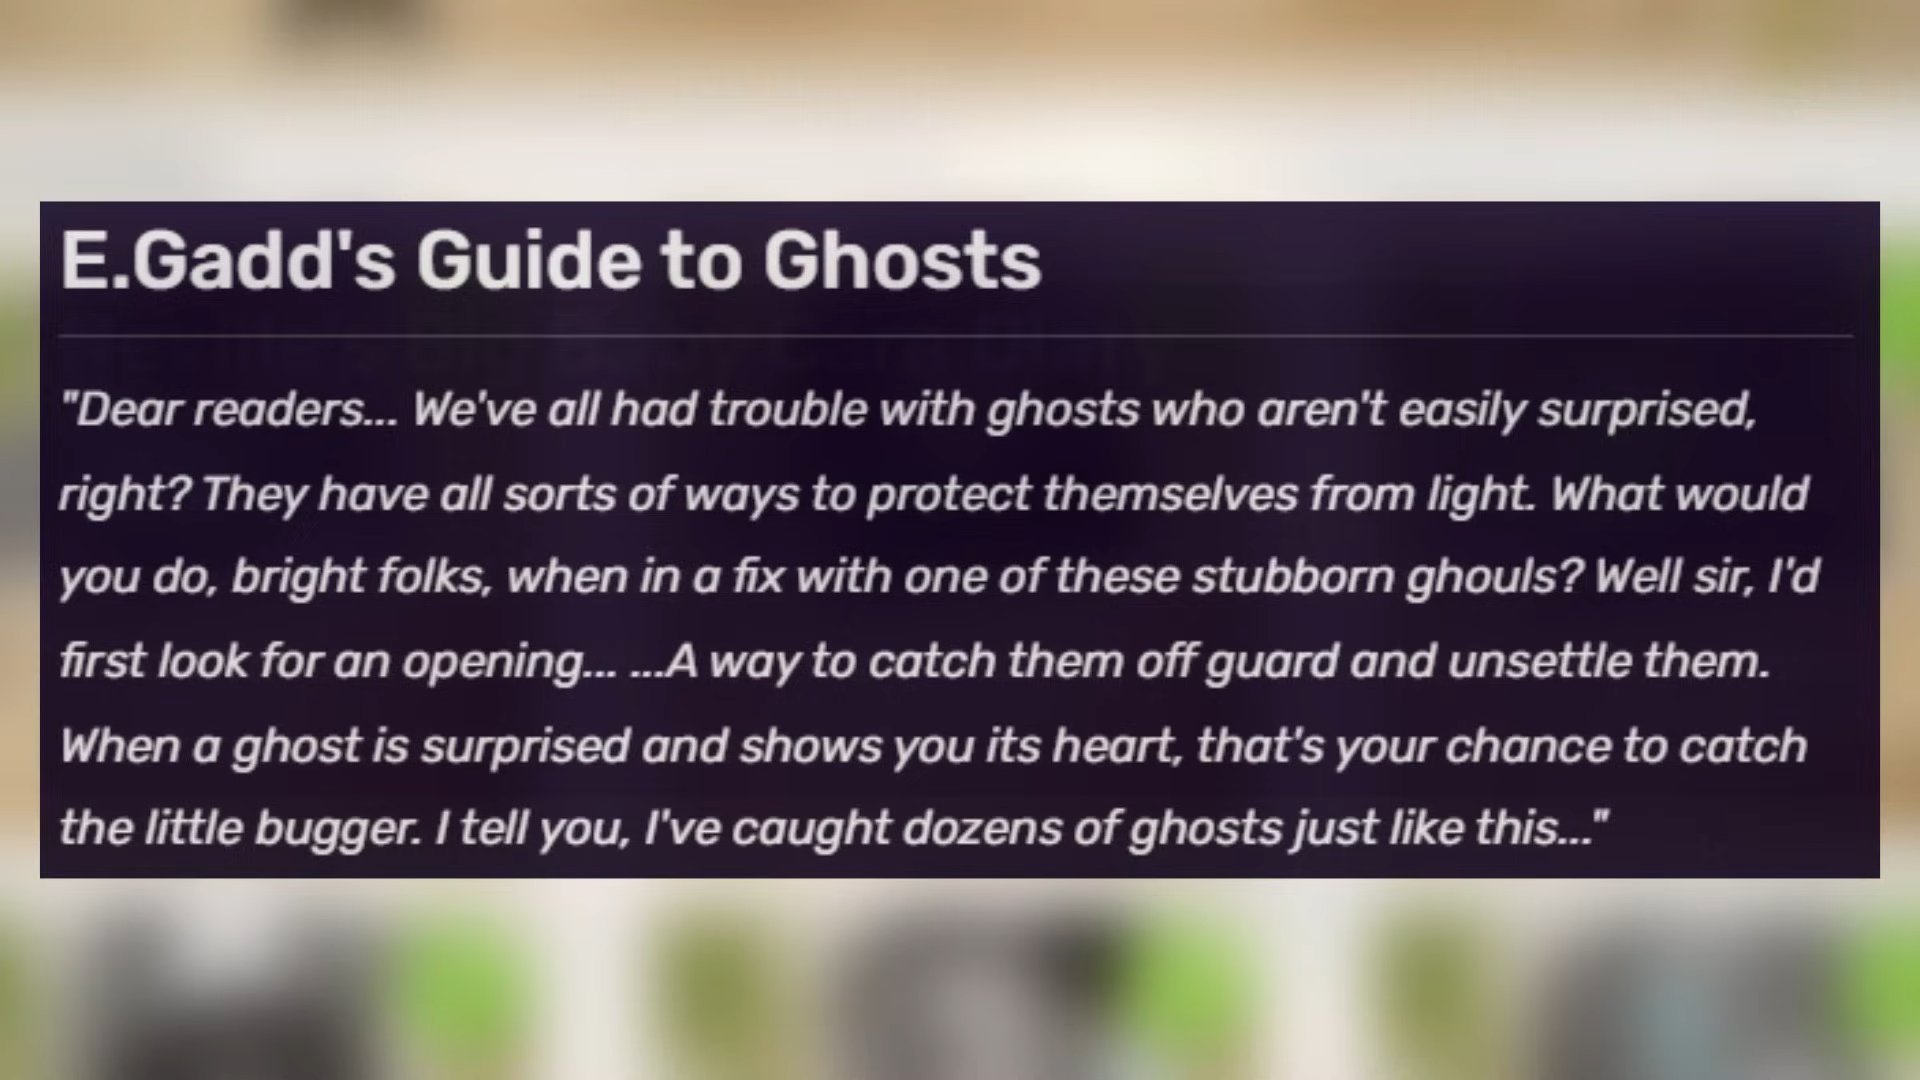 E.Gadd's Guide to Ghosts
"Dear readers... We've all had trouble with ghosts who aren't easily surprised,
right? They have all sorts of ways to protect themselves from light. What would
you do, bright folks, when in a fix with one of these stubborn ghouls? Well sir, I'd
first look for an opening... ...A way to catch them off guard and unsettle them.
When a ghost is surprised and shows you its heart, that's your chance to catch
the little bugger. I tell you, I've caught dozens of ghosts just like this..."